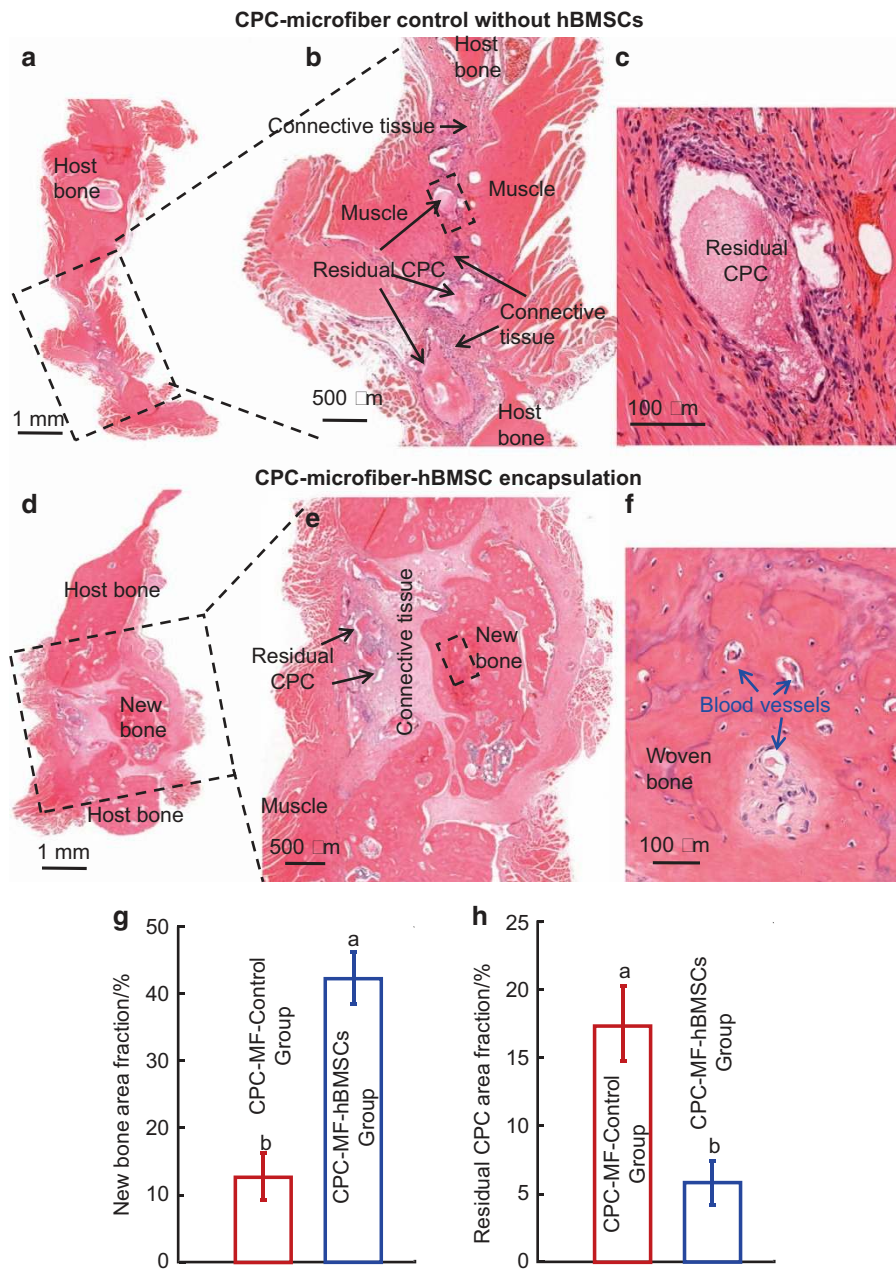 CPC-microfiber control without hBMSCs
a
Host
bone
1 mm
b
Host
bone
Connective tissue
Muscle
Muscle
Residual CPC
Connective
tissue
500 □m
Host
bone
c
Residual
CPC
100 □m
CPC-microfiber-hBMSC encapsulation
d
Host bone
New
bone
Host bone
1 mm
e
Residual
CPC
Connective tissue
New
bone
Muscle
500 □m
f
Blood vessels
Woven
bone
100 □m
g
New bone area fraction/%
50
40
30
20
10
0
CPC-MF-Control
Group
b
a
CPC-MF-hBMSCs
Group
h
Residual CPC area fraction/%
25
20
15
10
5
0
a
CPC-MF-Control
Group
CPC-MF-hBMSCs
Group
b